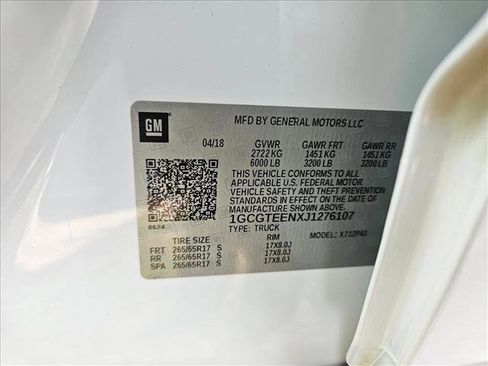 GM
MFD BY GENERAL MOTORS LLC
04/18 GVWR GAWR FRT GAWR RR
2722 KG 1451 KG 1451 KG
6000 LB 3200 LB 3200 LB
THIS VEHICLE CONFORMS TO ALL
APPLICABLE U.S. FEDERAL MOTOR
VEHICLE SAFETY AND THEFT PREVENTION
STANDARDS IN EFFECT ON THE DATE OF
MANUFACTURE SHOWN ABOVE.
1GCGTEENXJ1276107
8624 TYPE: TRUCK MODEL:
TIRE SIZE RIM
FRT 265/65R17 S 17X8.0J
RR 265/65R17 S 17X8.0J
SPA 265/65R17 S 17X8.0J